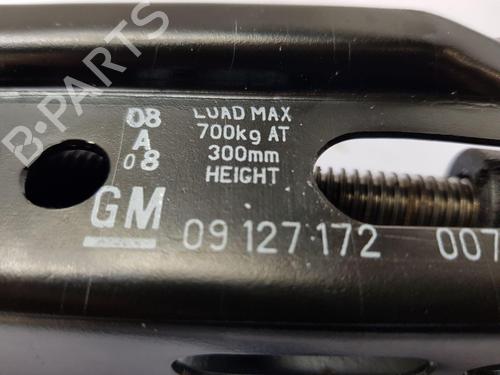 08
A
08
LOAD MAX
700kg AT
300mm
HEIGHT
GM
09 127 172 007
B-PARTS